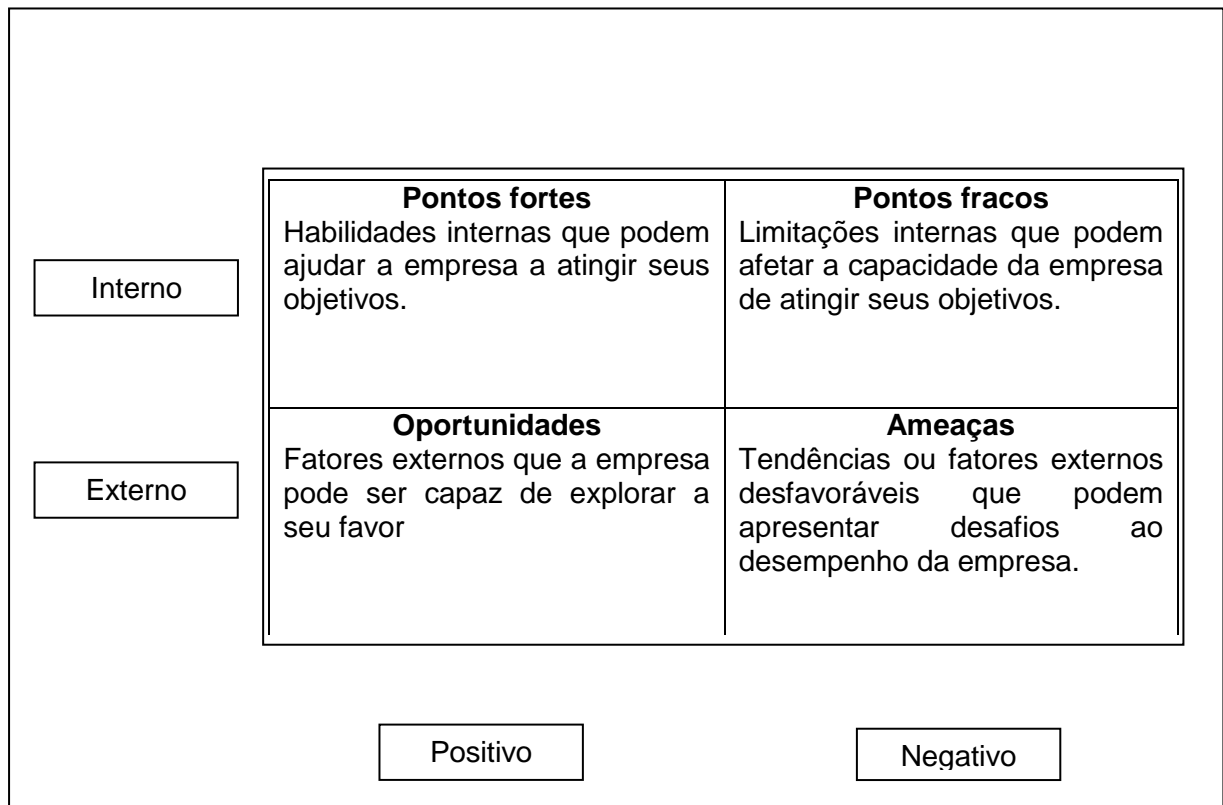 Pontos fortes
Habilidades internas que podem
ajudar a empresa a atingir seus
objetivos.
Pontos fracos
Limitações internas que podem
afetar a capacidade da empresa
de atingir seus objetivos.
Interno
Oportunidades
Fatores externos que a empresa
pode ser capaz de explorar a
seu favor
Ameaças
Tendências ou fatores externos
desfavoráveis que podem
apresentar desafios ao
desempenho da empresa.
Externo
Positivo
Negativo